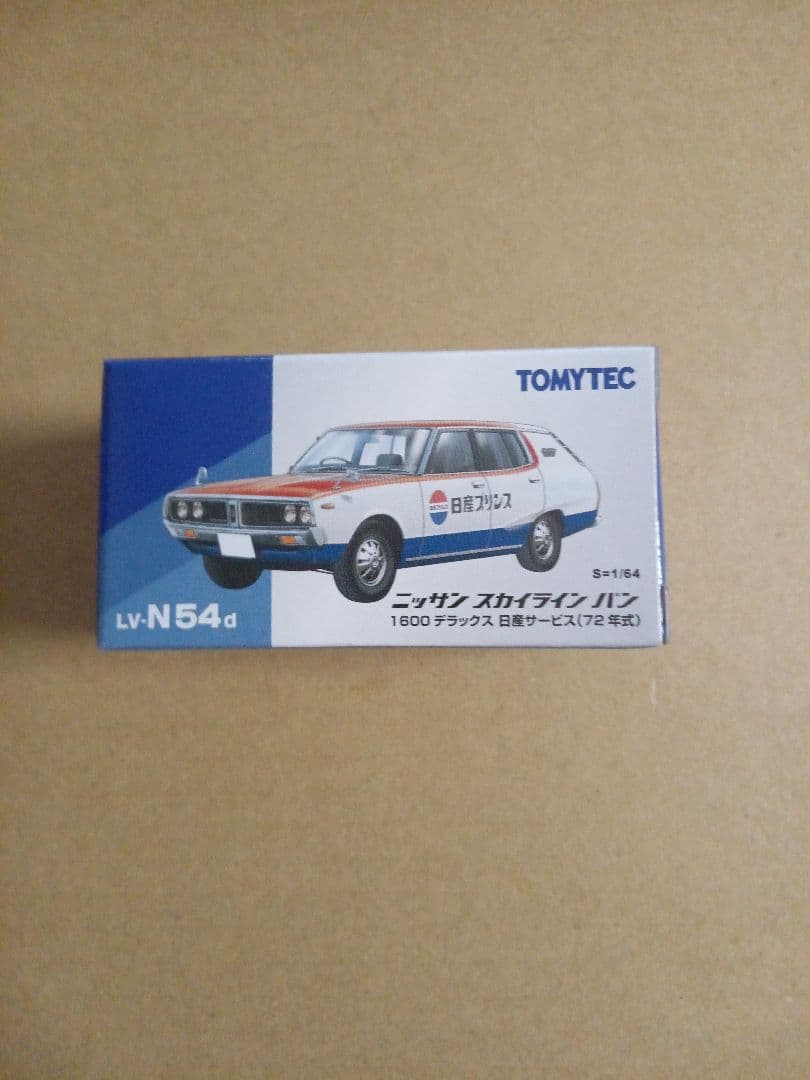 TOMYTEC
日産プリンス
S=1/64
ニッサン スカイライン バン
1600 デラックス 日産サービス(72年式)
LV-N54d